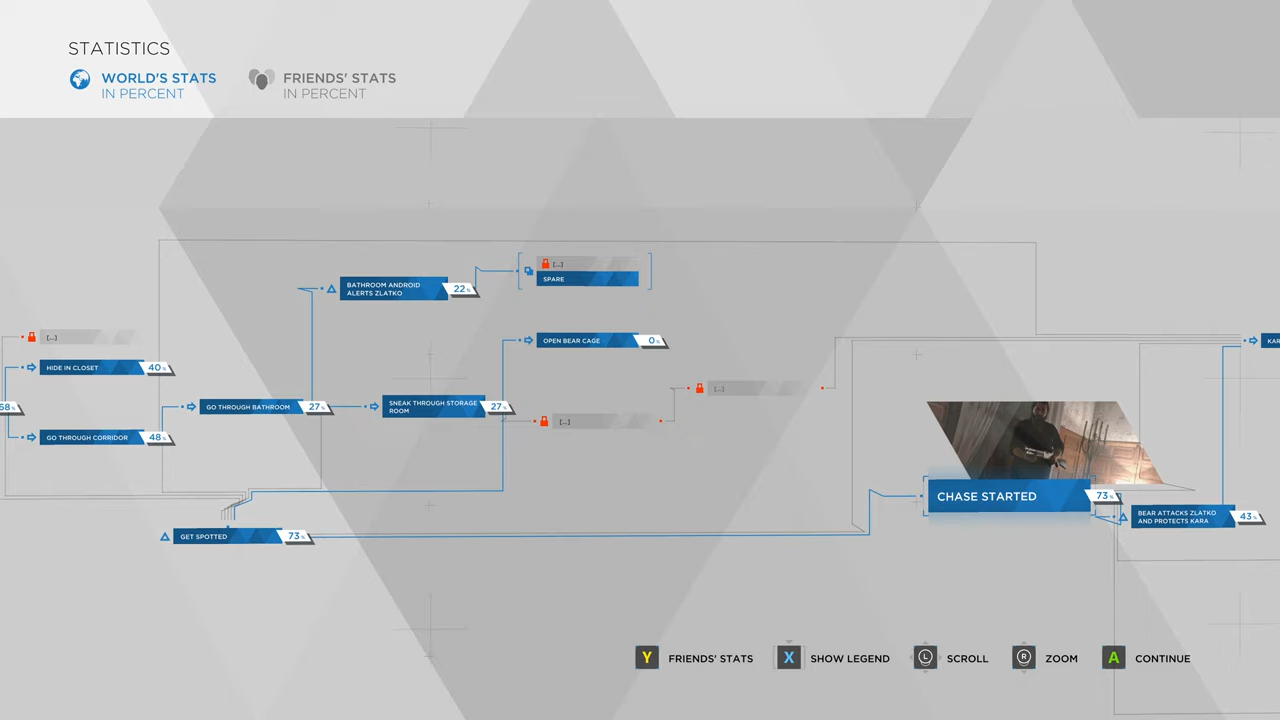 STATISTICS
WORLD'S STATS
IN PERCENT
FRIENDS' STATS
IN PERCENT
[...]
SPARE
BATHROOM ANDROID
ALERTS ZLATKO
22%
OPEN BEAR CAGE
0%
[...]
HIDE IN CLOSET
40%
[...]
58%
GO THROUGH BATHROOM
27%
SNEAK THROUGH STORAGE
ROOM
27%
[...]
GO THROUGH CORRIDOR
48%
KAR
CHASE STARTED
73%
BEAR ATTACKS ZLATKO
AND PROTECTS KARA
43%
GET SPOTTED
73%
Y
FRIENDS' STATS
X
SHOW LEGEND
L
SCROLL
R
ZOOM
A
CONTINUE